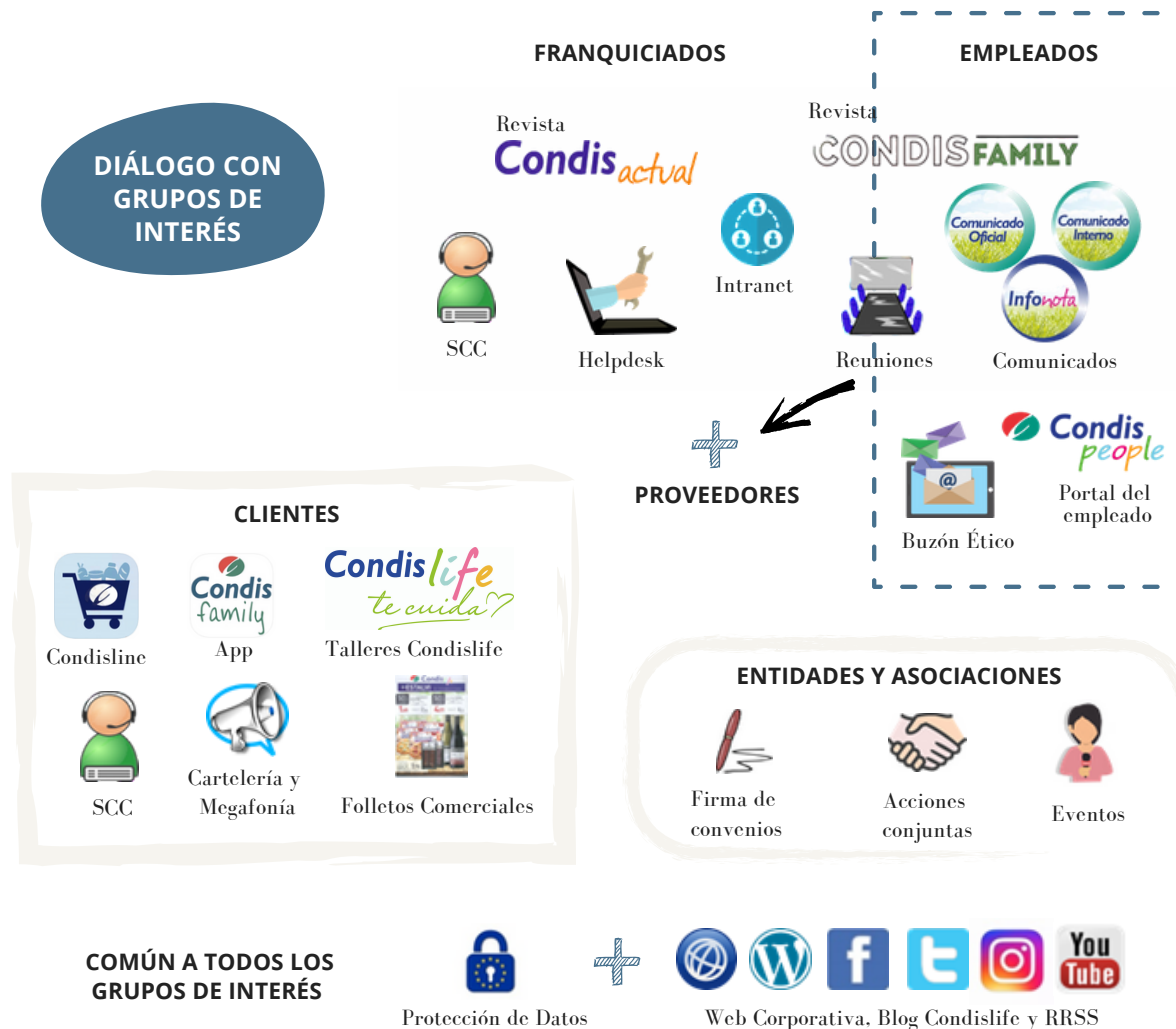 FRANQUICIADOS
EMPLEADOS
DIÁLOGO CON
GRUPOS DE
INTERÉS
Revista
Condis actual
Revista
CONDIS FAMILY
SCC
Helpdesk
Intranet
Reuniones
Comunicado
Oficial
Comunicado
Interno
Infonota
Comunicados
PROVEEDORES
@
Buzón Ético
Condis
people
Portal del
empleado
CLIENTES
Condisline
Condis
family
App
Condislife
te cuida
Talleres Condislife
SCC
Cartelería y
Megafonía
Condis
Folletos Comerciales
ENTIDADES Y ASOCIACIONES
Firma de
convenios
Acciones
conjuntas
Eventos
COMÚN A TODOS LOS
GRUPOS DE INTERÉS
Protección de Datos
You
Tube
Web Corporativa, Blog Condislife y RRSS